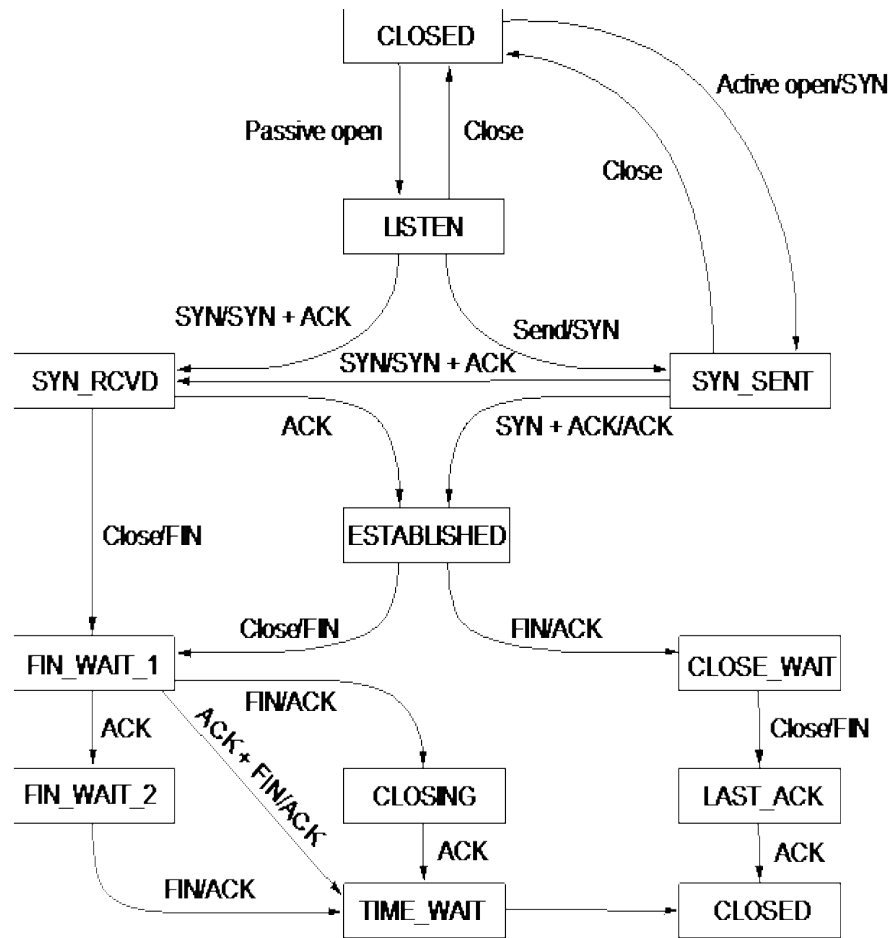 CLOSED
Active open/SYN
Passive open
Close
Close
LISTEN
SYN/SYN + ACK
Send/SYN
SYN/SYN + ACK
SYN_RCVD
SYN_SENT
ACK
SYN + ACK/ACK
ESTABLISHED
Close/FIN
Close/FIN
FIN/ACK
FIN_WAIT_1
CLOSE_WAIT
FIN/ACK
ACK
ACK + FIN/ACK
Close/FIN
FIN_WAIT_2
CLOSING
LAST_ACK
ACK
ACK
FIN/ACK
TIME_WAIT
CLOSED